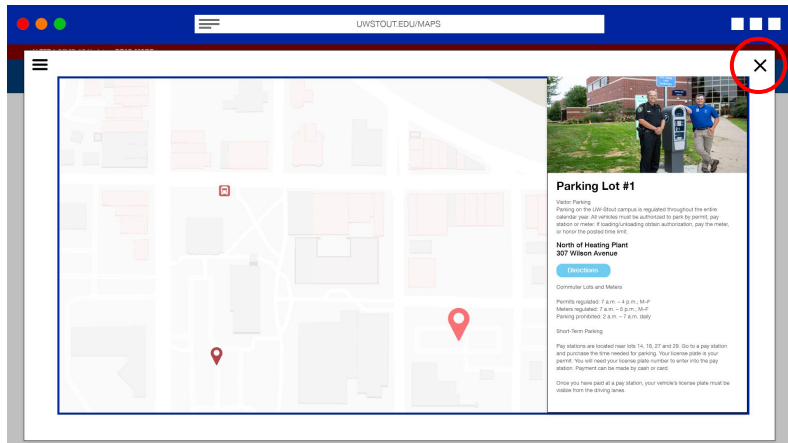 UWSTOUT.EDU/MAPS
Parking Lot #1
Visitor Parking
Parking on the UW-Stout campus is regulated throughout the entire
calendar year. All vehicles must be authorized to park by permit, pay
station or meter. If loading/unloading obtain authorization, pay the meter,
or honor the posted time limit.
North of Heating Plant
307 Wilson Avenue
Directions
Commuter Lots and Meters
Permits regulated: 7 a.m. – 4 p.m.; M-F
Meters regulated: 7 a.m. – 6 p.m.; M-F
Parking prohibited: 2 a.m. – 7 a.m. daily
Short-Term Parking
Pay stations are located near lots 14, 18, 27 and 29. Go to a pay station
and purchase the time needed for parking. Your license plate is your
permit. You will need your license plate number to enter into the pay
station. Payment can be made by cash or card.
Once you have paid at a pay station, your vehicle's license plate must be
visible from the driving lanes.